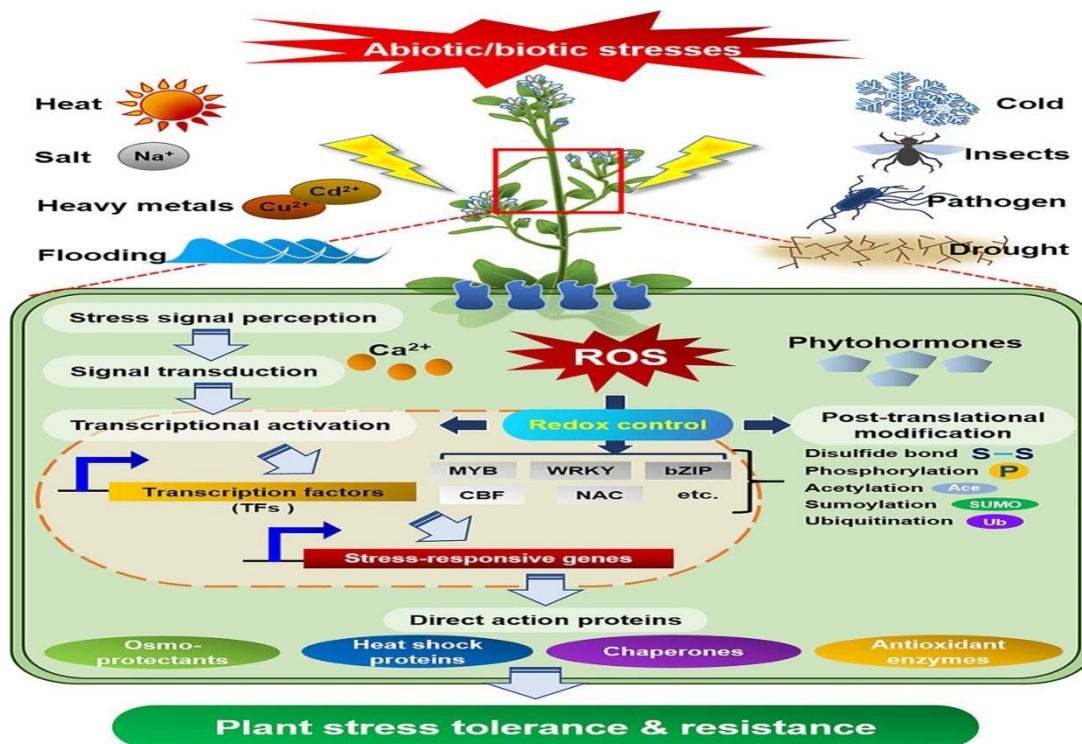 Abiotic/biotic stresses
Heat
Salt
Na⁺
Heavy metals
Cu²⁺
Cd²⁺
Flooding
Cold
Insects
Pathogen
Drought
Stress signal perception
Signal transduction
Ca²⁺
ROS
Phytohormones
Transcriptional activation
Redox control
Post-translational
modification
Disulfide bond S–S
Phosphorylation P
Acetylation Ace
Sumoylation SUMO
Ubiquitination Ub
MYB WRKY bZIP
CBF NAC etc.
Transcription factors
(TFs )
Stress-responsive genes
Direct action proteins
Osmo-
protectants
Heat shock
proteins
Chaperones
Antioxidant
enzymes
Plant stress tolerance & resistance